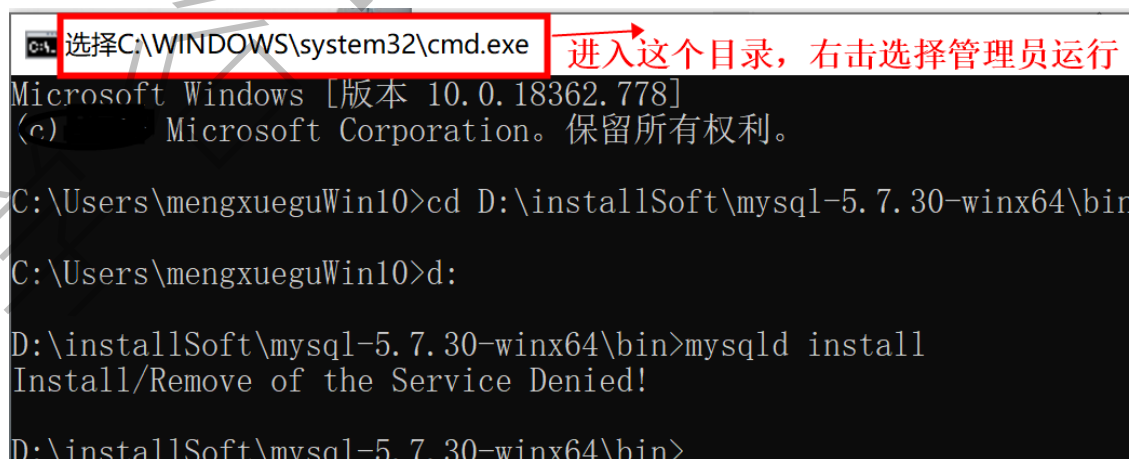 选择C:\WINDOWS\system32\cmd.exe
进入这个目录，右击选择管理员运行
Microsoft Windows [版本 10.0.18362.778]
(c) Microsoft Corporation。保留所有权利。
C:\Users\mengxueguWin10>cd D:\installSoft\mysql-5.7.30-winx64\bin
C:\Users\mengxueguWin10>d:
D:\installSoft\mysql-5.7.30-winx64\bin>mysqld install
Install/Remove of the Service Denied!
D:\installSoft\mysql-5.7.30-winx64\bin>